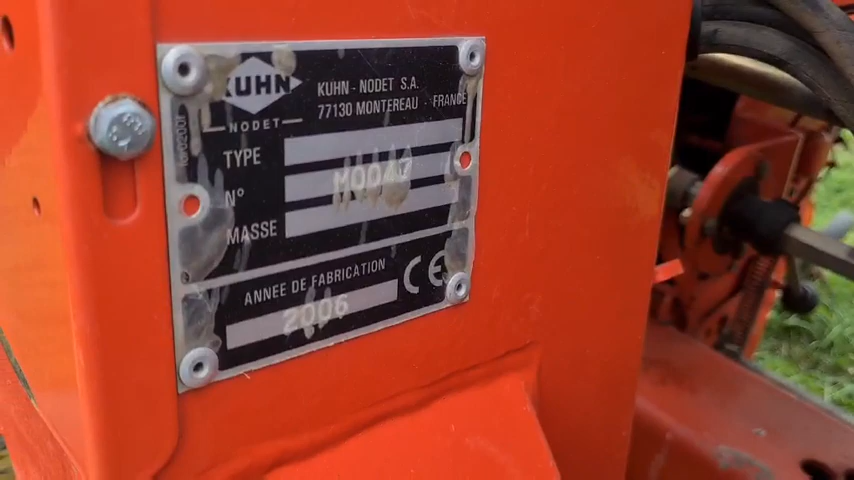 KUHN
NODET
KUHN - NODET S.A.
77130 MONTEREAU FRANCE
TYPE
N°
MASSE
ANNEE DE FABRICATION
2006
CE